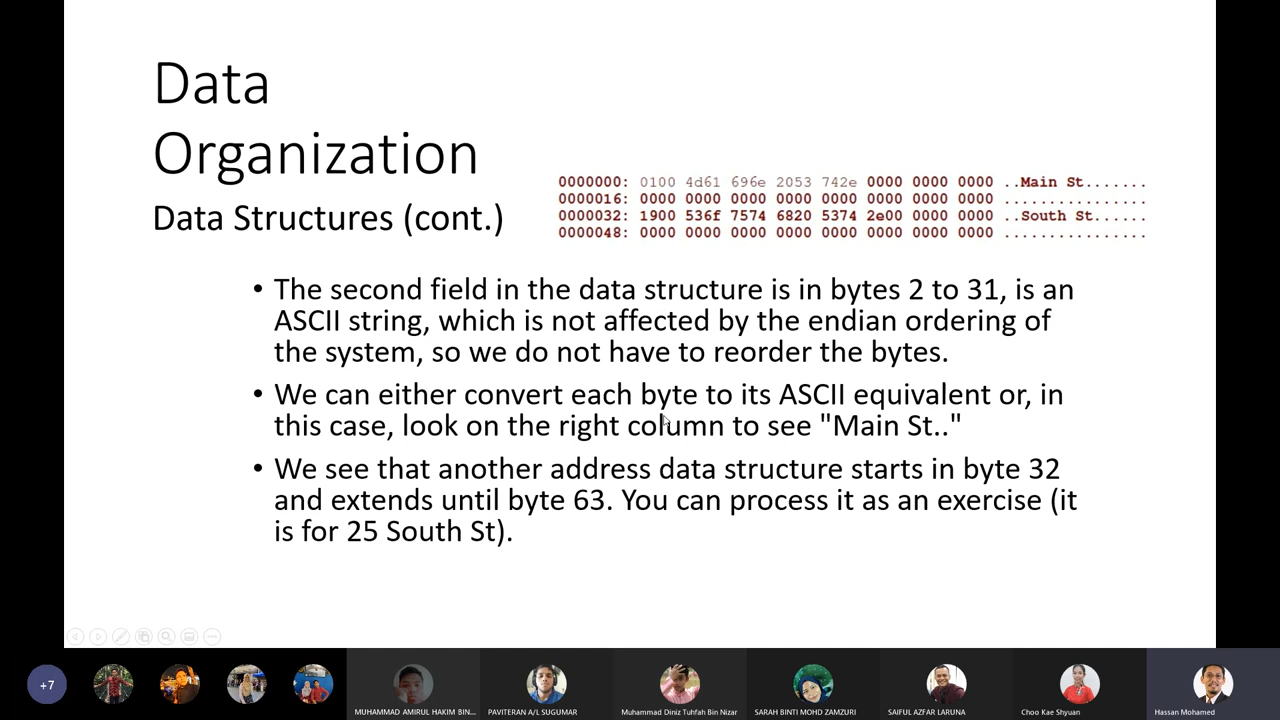 Data
Organization
Data Structures (cont.)
0000000: 0100 4d61 696e 2053 742e 0000 0000 0000 ..Main St.......
0000016: 0000 0000 0000 0000 0000 0000 0000 0000 ................
0000032: 1900 536f 7574 6820 5374 2e00 0000 0000 ..South St......
0000048: 0000 0000 0000 0000 0000 0000 0000 0000 ................
• The second field in the data structure is in bytes 2 to 31, is an
ASCII string, which is not affected by the endian ordering of
the system, so we do not have to reorder the bytes.
• We can either convert each byte to its ASCII equivalent or, in
this case, look on the right column to see "Main St.."
• We see that another address data structure starts in byte 32
and extends until byte 63. You can process it as an exercise (it
is for 25 South St).
+7
MUHAMMAD AMIRUL HAKIM BIN...
PAVITERAN A/L SUGUMAR
Muhammad Diniz Tuhfah Bin Nizar
SARAH BINTI MOHD ZAMZURI
SAIFUL AZFAR LARUNA
Choo Kae Shyuan
Hassan Mohamed